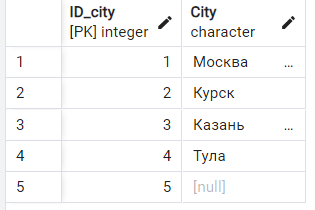 ID_city City
[PK] integer character
1 1 Москва ...
2 2 Курск
3 3 Казань ...
4 4 Тула
5 5 [null]